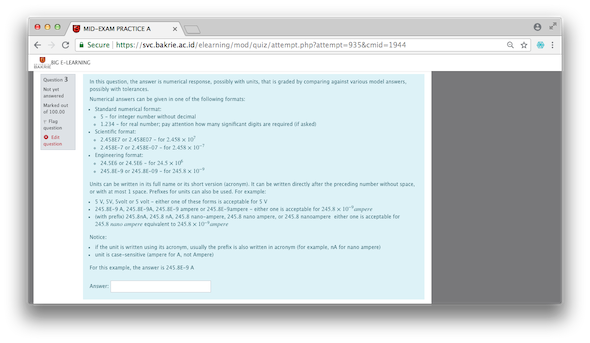 MID-EXAM PRACTICE A
Secure https://svc.bakrie.ac.id/elearning/mod/quiz/attempt.php?attempt=935&cmid=1944
BAKRIE BIG E-LEARNING
Question 3
Not yet answered
Marked out of 100.00
Flag question
Edit question
In this question, the answer is numerical response, possibly with units, that is graded by comparing against various model answers,
possibly with tolerances.
Numerical answers can be given in one of the following formats:
• Standard numerical format:
◦ 5 – for integer number without decimal
◦ 1.234 – for real number; pay attention how many significant digits are required (if asked)
• Scientific format:
◦ 2.458E7 or 2.458E07 – for 2.458 × 10⁷
◦ 2.458E-7 or 2.458E-07 – for 2.458 × 10⁻⁷
• Engineering format:
◦ 24.5E6 or 24.5E6 – for 24.5 × 10⁶
◦ 245.8E-9 or 245.8E-09 – for 245.8 × 10⁻⁹
Units can be written in its full name or its short version (acronym). It can be written directly after the preceding number without space,
or with at most 1 space. Prefixes for units can also be used. For example:
• 5 V, 5V, 5volt or 5 volt – either one of these forms is acceptable for 5 V
• 245.8E-9 A, 245.8E-9A, 245.8E-9 ampere or 245.8E-9ampere – either one is acceptable for 245.8 × 10⁻⁹ampere
• (with prefix) 245.8nA, 245.8 nA, 245.8 nano-ampere, 245.8 nano ampere, or 245.8 nanoampere either one is acceptable for
245.8 nano ampere equivalent to 245.8 × 10⁻⁹ampere
Notice:
• if the unit is written using its acronym, usually the prefix is also written in acronym (for example, nA for nano ampere)
• unit is case-sensitive (ampere for A, not Ampere)
For this example, the answer is 245.8E-9 A
Answer: